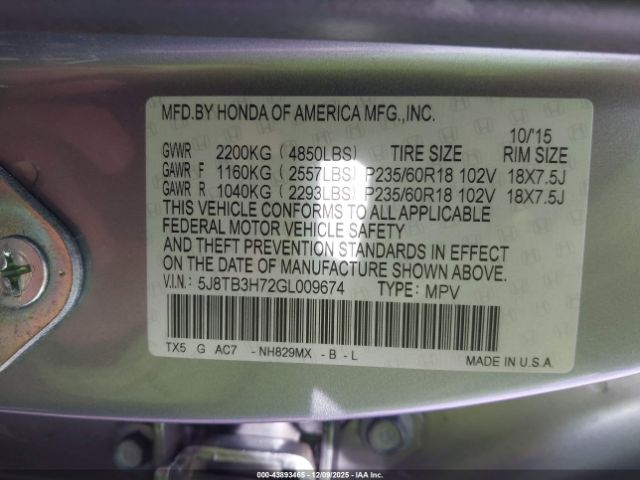 MFD.BY HONDA OF AMERICA MFG.,INC.
10/'15
GVWR 2200KG (4850LBS) TIRE SIZE RIM SIZE
GAWR F 1160KG (2557LBS) P235/60R18 102V 18X7.5J
GAWR R 1040KG (2293LBS) P235/60R18 102V 18X7.5J
THIS VEHICLE CONFORMS TO ALL APPLICABLE
FEDERAL MOTOR VEHICLE SAFETY
AND THEFT PREVENTION STANDARDS IN EFFECT
ON THE DATE OF MANUFACTURE SHOWN ABOVE.
V.I.N.: 5J8TB3H72GL009674 TYPE: MPV
TX5 G AC7 - NH829MX - B - L
MADE IN U.S.A.
00-43893465 - 12/09/2025 - IAA Inc.